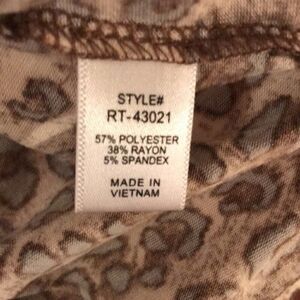 STYLE#
RT-43021
57% POLYESTER
38% RAYON
5% SPANDEX
MADE IN
VIETNAM